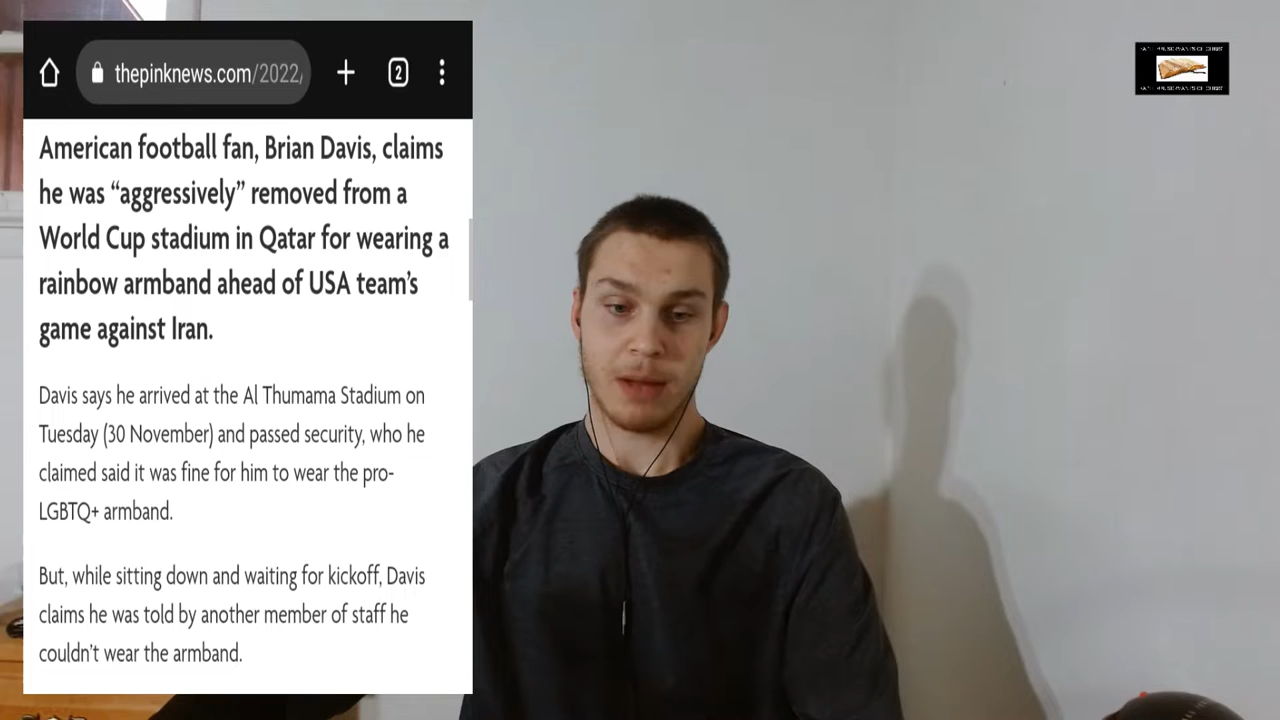 thepinknews.com/2022/
2
American football fan, Brian Davis, claims
he was “aggressively” removed from a
World Cup stadium in Qatar for wearing a
rainbow armband ahead of USA team’s
game against Iran.
Davis says he arrived at the Al Thumama Stadium on
Tuesday (30 November) and passed security, who he
claimed said it was fine for him to wear the pro-
LGBTQ+ armband.
But, while sitting down and waiting for kickoff, Davis
claims he was told by another member of staff he
couldn’t wear the armband.